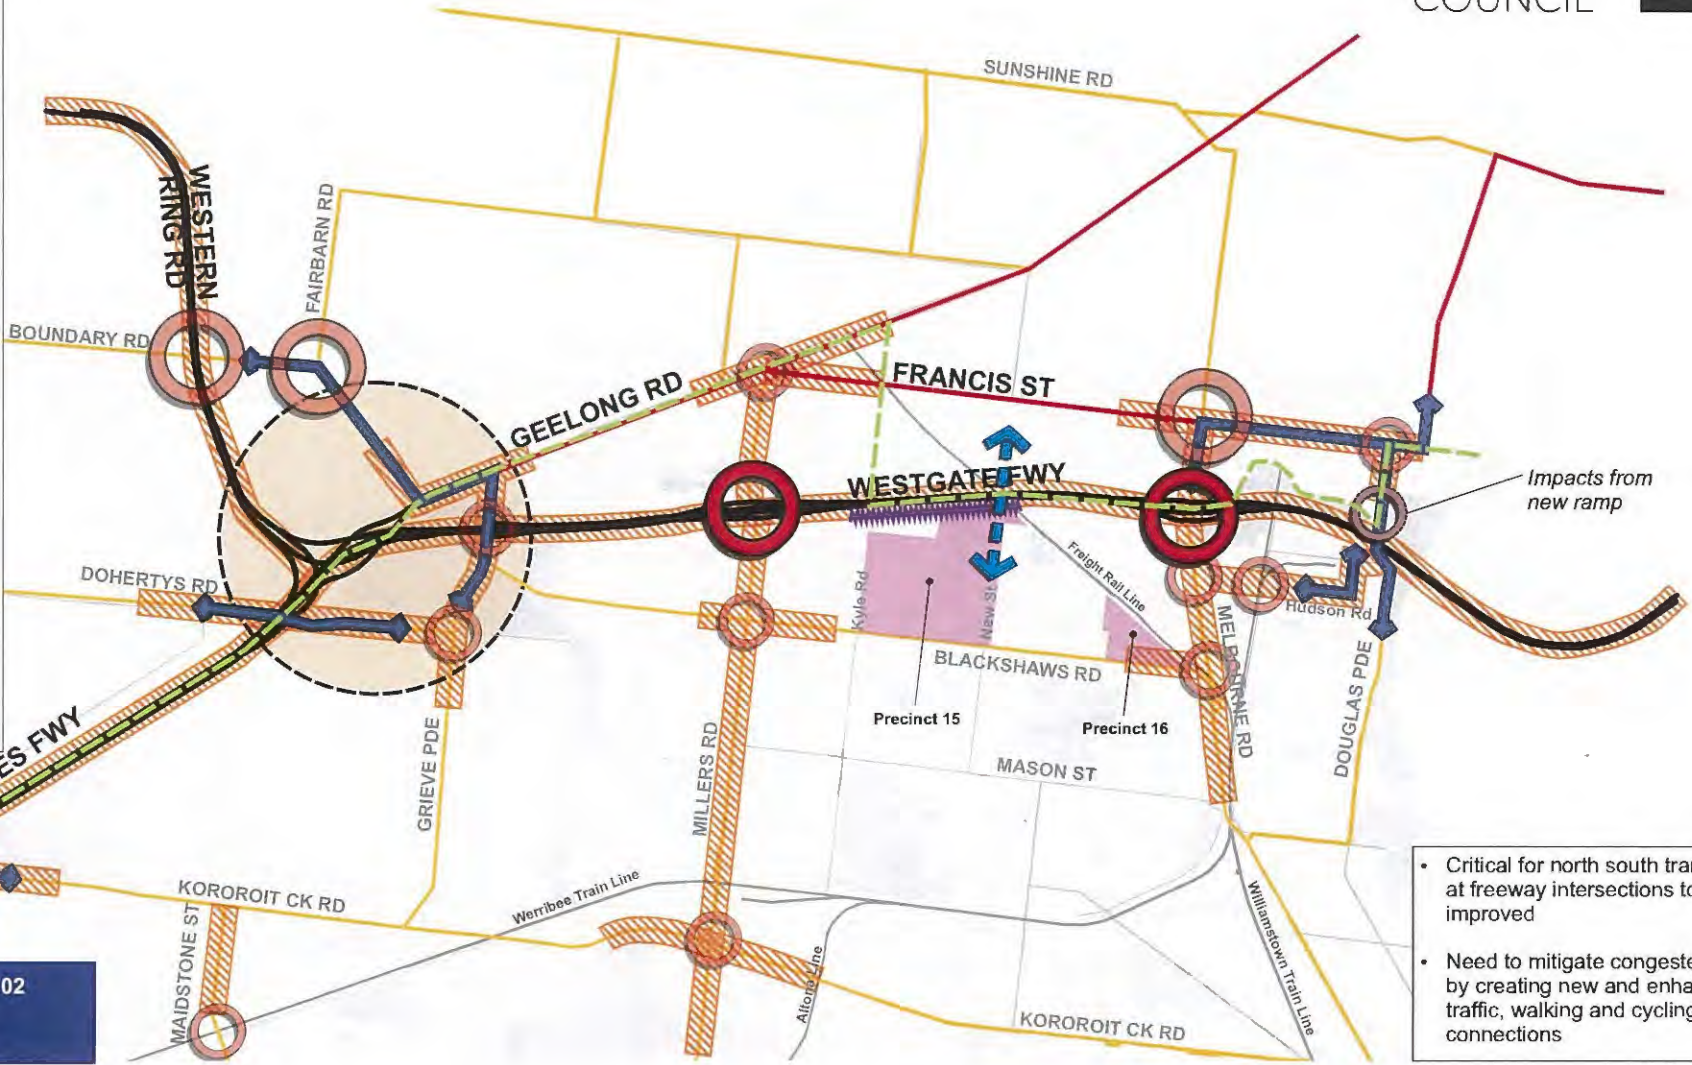 COUNCIL
SUNSHINE RD
WESTERN
RING RD
FAIRBARN RD
BOUNDARY RD
GEELONG RD
FRANCIS ST
WESTGATE FWY
Impacts from
new ramp
DOHERTYS RD
Kyle Rd
New St
Freight Rail Line
Hudson Rd
MELBOURNE RD
BLACKSHAWS RD
DOUGLAS PDE
Precinct 15
Precinct 16
ES FWY
GRIEVE PDE
MILLERS RD
MASON ST
KOROROIT CK RD
Werribee Train Line
MAIDSTONE ST
Altona Line
Williamstown Train Line
KOROROIT CK RD
02
• Critical for north south tra
at freeway intersections to
improved
• Need to mitigate congeste
by creating new and enha
traffic, walking and cycling
connections